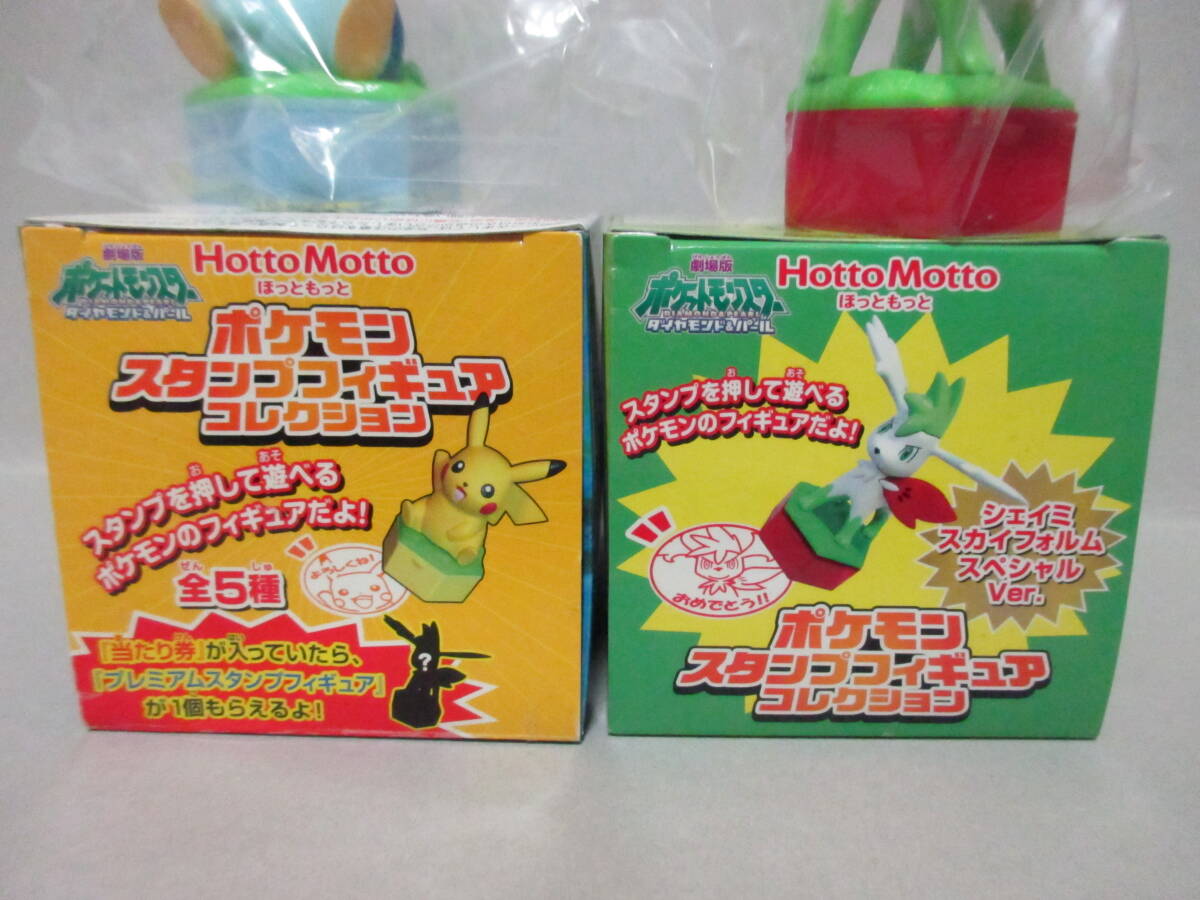 劇場版
ポケットモンスター
DIAMOND&PEARL
ダイヤモンド&パール
HottoMotto
ほっともっと
ポケモン
スタンプフィギュア
コレクション
スタンプを押して遊べる
ポケモンのフィギュアだよ!
よろしくね!
全5種
『当たり券』が入っていたら、
『プレミアムスタンプフィギュア』
が1個もらえるよ!
?
劇場版
ポケットモンスター
DIAMOND&PEARL
ダイヤモンド&パール
HottoMotto
ほっともっと
スタンプを押して遊べる
ポケモンのフィギュアだよ!
シェイミ
スカイフォルム
スペシャル
Ver.
おめでとう!!
ポケモン
スタンプフィギュア
コレクション